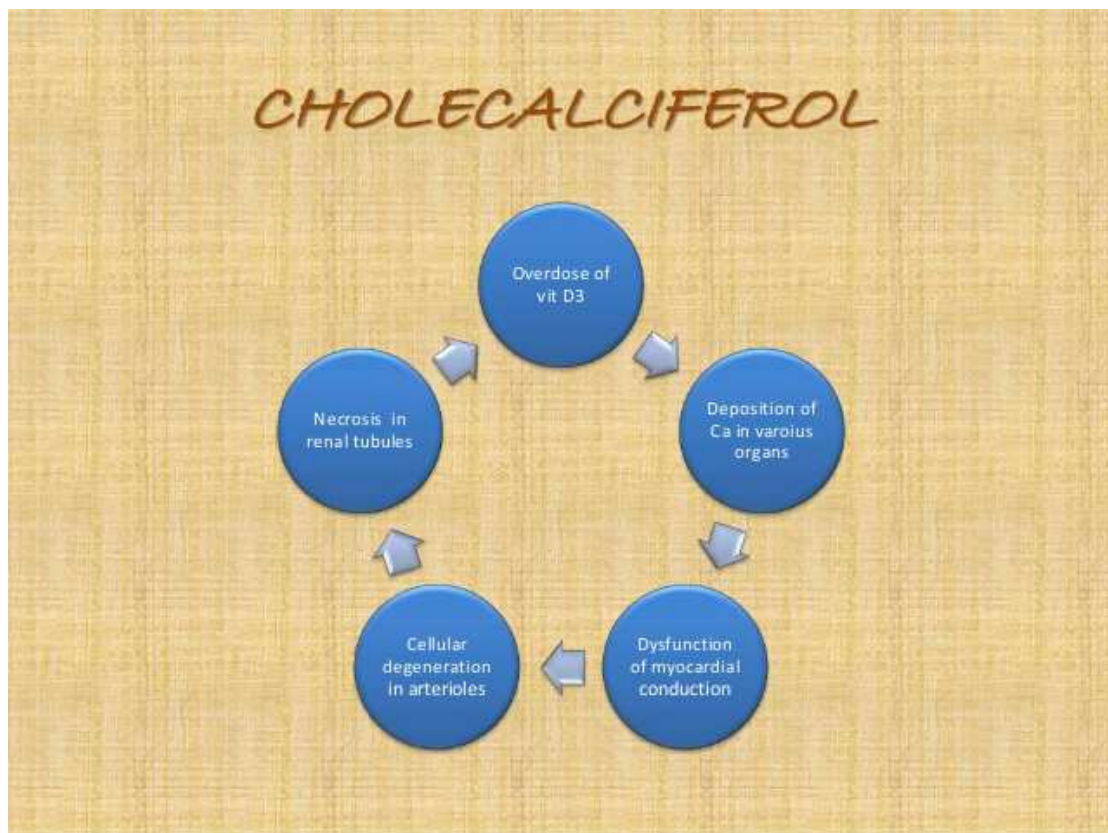 CHOLECALCIFEROL
Overdose of
vit D3
Deposition of
Ca in varoius
organs
Dysfunction
of myocardial
conduction
Cellular
degeneration
in arterioles
Necrosis in
renal tubules